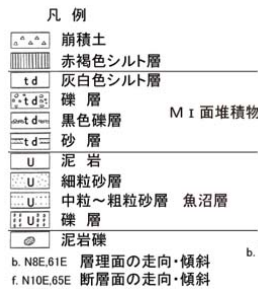 凡 例
崩積土
赤褐色シルト層
td 灰白色シルト層
td 礫 層
MⅠ面堆積物
td 黒色礫層
td 砂 層
U 泥 岩
U 細粒砂層
U 中粒～粗粒砂層 魚沼層
U 礫 層
泥岩礫
b. N8E,61E 層理面の走向・傾斜
b.
f. N10E,65E 断層面の走向・傾斜